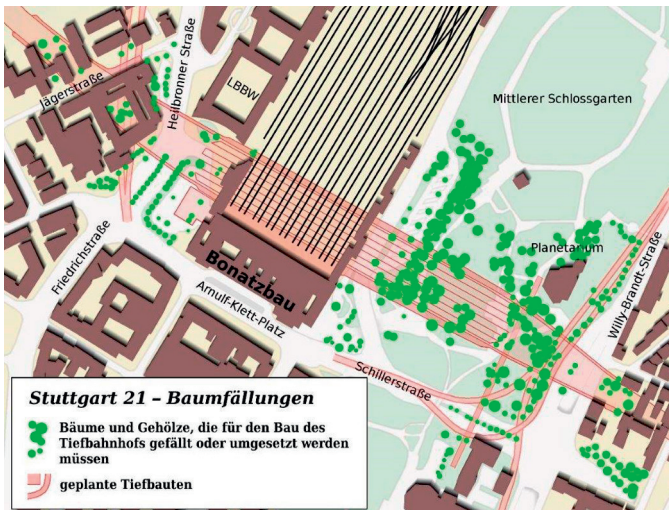 Jägerstraße
Heilbronner Straße
LBBW
Mittlerer Schlossgarten
Friedrichstraße
Bonatzbau
Arnulf-Klett-Platz
Planetarium
Willy-Brandt-Straße
Schillerstraße
Stuttgart 21 – Baumfällungen
Bäume und Gehölze, die für den Bau des
Tiefbahnhofs gefällt oder umgesetzt werden
müssen
geplante Tiefbauten